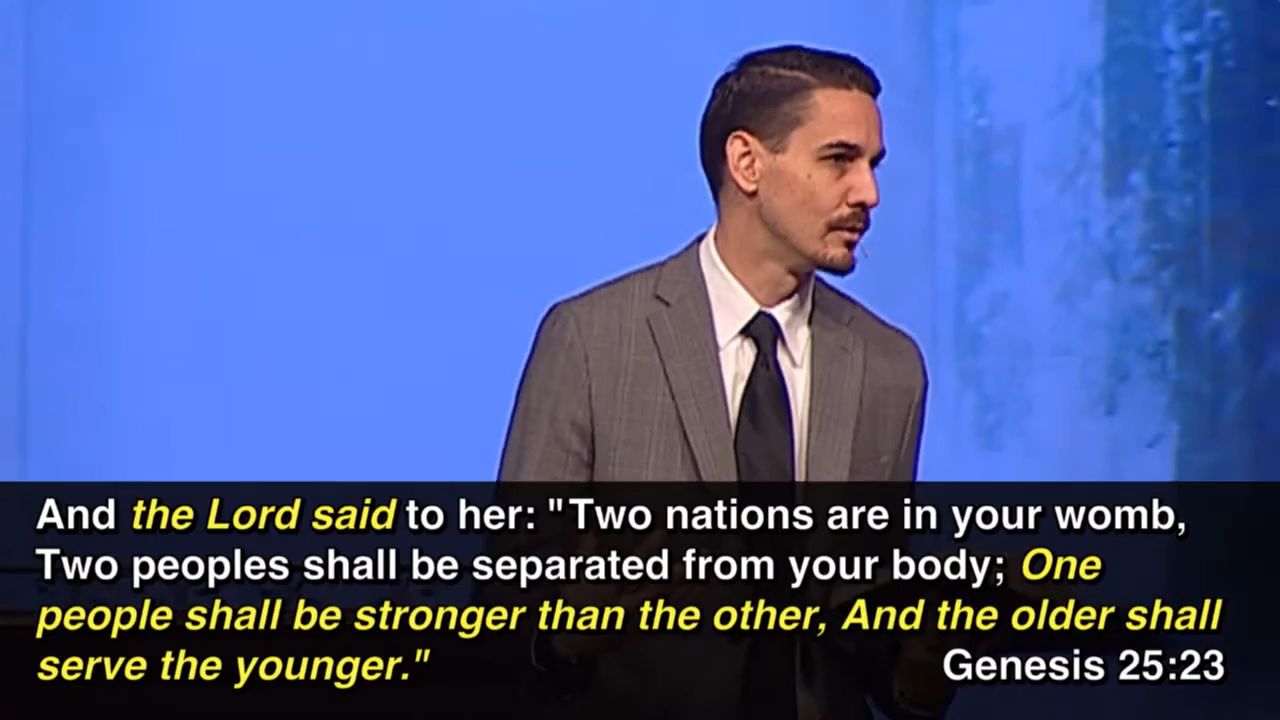 And the Lord said to her: "Two nations are in your womb,
Two peoples shall be separated from your body; One
people shall be stronger than the other, And the older shall
serve the younger." Genesis 25:23